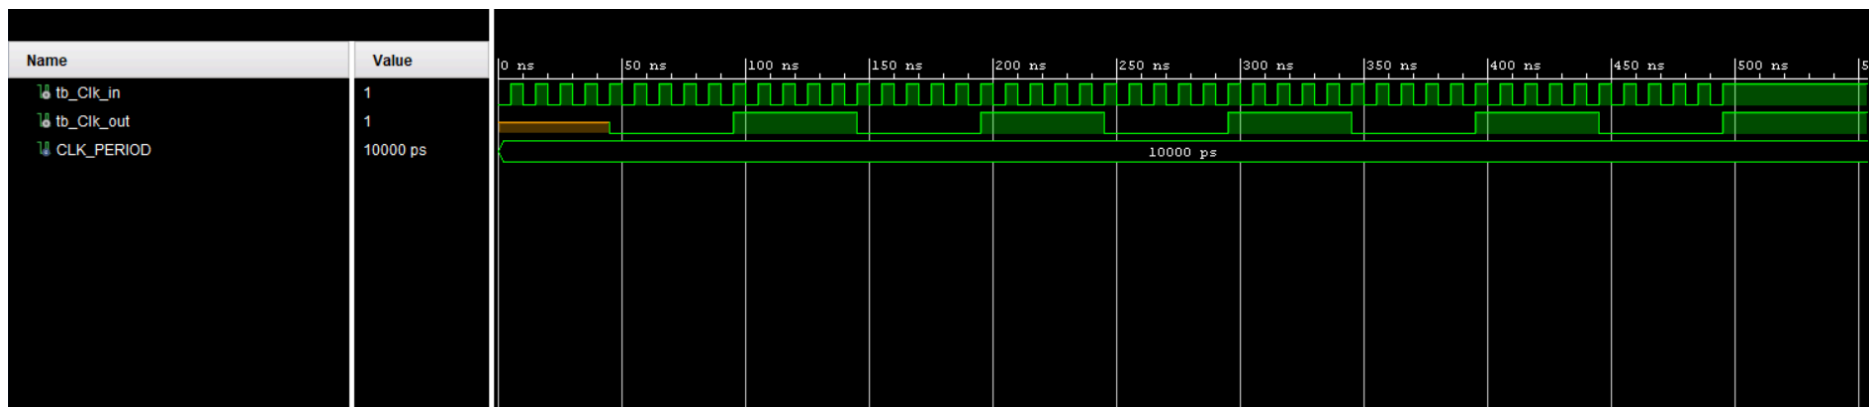 Name Value
0 ns 50 ns 100 ns 150 ns 200 ns 250 ns 300 ns 350 ns 400 ns 450 ns 500 ns 5
tb_Clk_in 1
tb_Clk_out 1
CLK_PERIOD 10000 ps 10000 ps